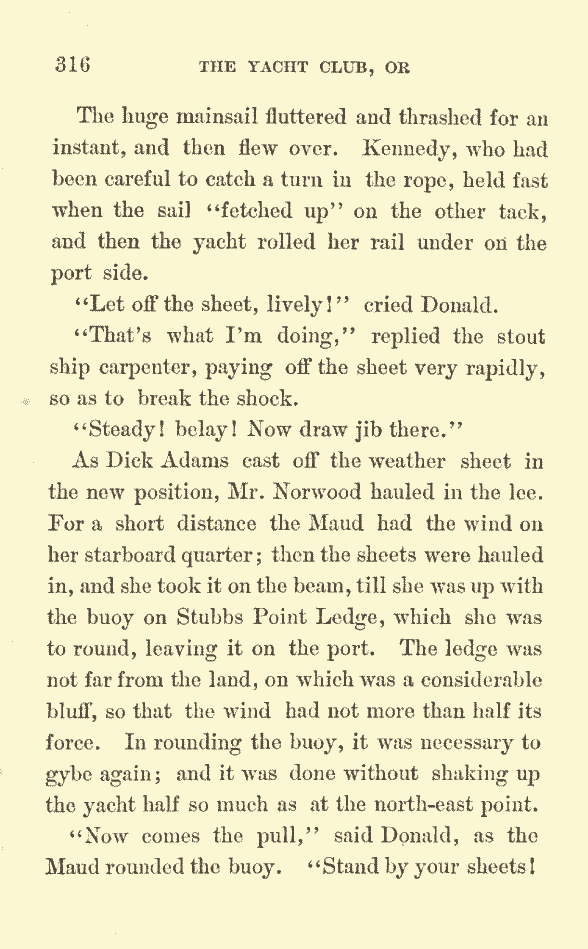 316 THE YACHT CLUB, OR
The huge mainsail fluttered and thrashed for an
instant, and then flew over. Kennedy, who had
been careful to catch a turn in the rope, held fast
when the sail “fetched up” on the other tack,
and then the yacht rolled her rail under on the
port side.
“Let off the sheet, lively!” cried Donald.
“That’s what I’m doing,” replied the stout
ship carpenter, paying off the sheet very rapidly,
so as to break the shock.
“Steady! belay! Now draw jib there.”
As Dick Adams cast off the weather sheet in
the new position, Mr. Norwood hauled in the lee.
For a short distance the Maud had the wind on
her starboard quarter; then the sheets were hauled
in, and she took it on the beam, till she was up with
the buoy on Stubbs Point Ledge, which she was
to round, leaving it on the port. The ledge was
not far from the land, on which was a considerable
bluff, so that the wind had not more than half its
force. In rounding the buoy, it was necessary to
gybe again; and it was done without shaking up
the yacht half so much as at the north-east point.
“Now comes the pull,” said Donald, as the
Maud rounded the buoy. “Stand by your sheets!